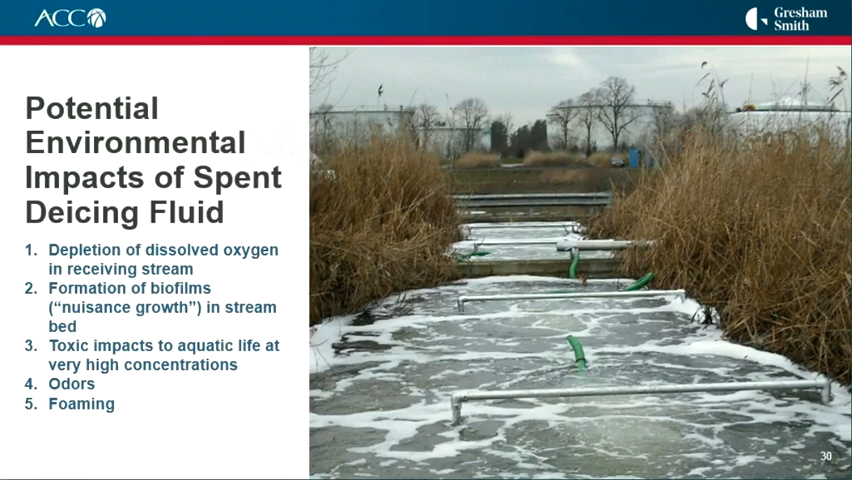 ACC
Gresham
Smith
Potential
Environmental
Impacts of Spent
Deicing Fluid
1. Depletion of dissolved oxygen
in receiving stream
2. Formation of biofilms
(“nuisance growth”) in stream
bed
3. Toxic impacts to aquatic life at
very high concentrations
4. Odors
5. Foaming
30